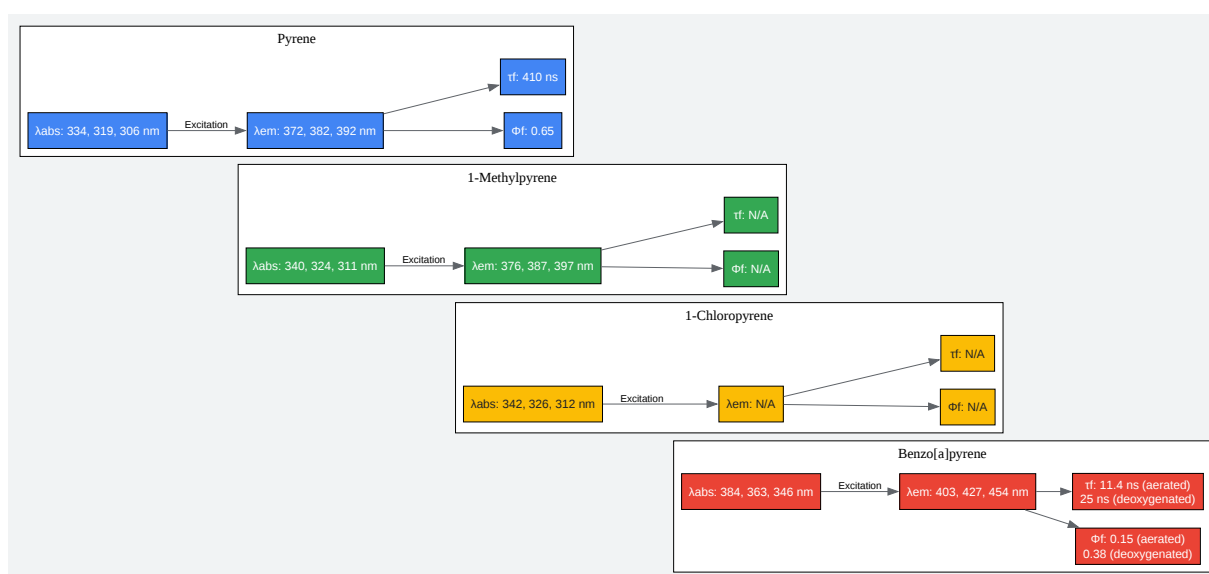 Pyrene
τf: 410 ns
λabs: 334, 319, 306 nm
Excitation
λem: 372, 382, 392 nm
Φf: 0.65
1-Methylpyrene
τf: N/A
λabs: 340, 324, 311 nm
Excitation
λem: 376, 387, 397 nm
Φf: N/A
1-Chloropyrene
τf: N/A
λabs: 342, 326, 312 nm
Excitation
λem: N/A
Φf: N/A
Benzo[a]pyrene
λabs: 384, 363, 346 nm
Excitation
λem: 403, 427, 454 nm
τf: 11.4 ns (aerated)
25 ns (deoxygenated)
Φf: 0.15 (aerated)
0.38 (deoxygenated)